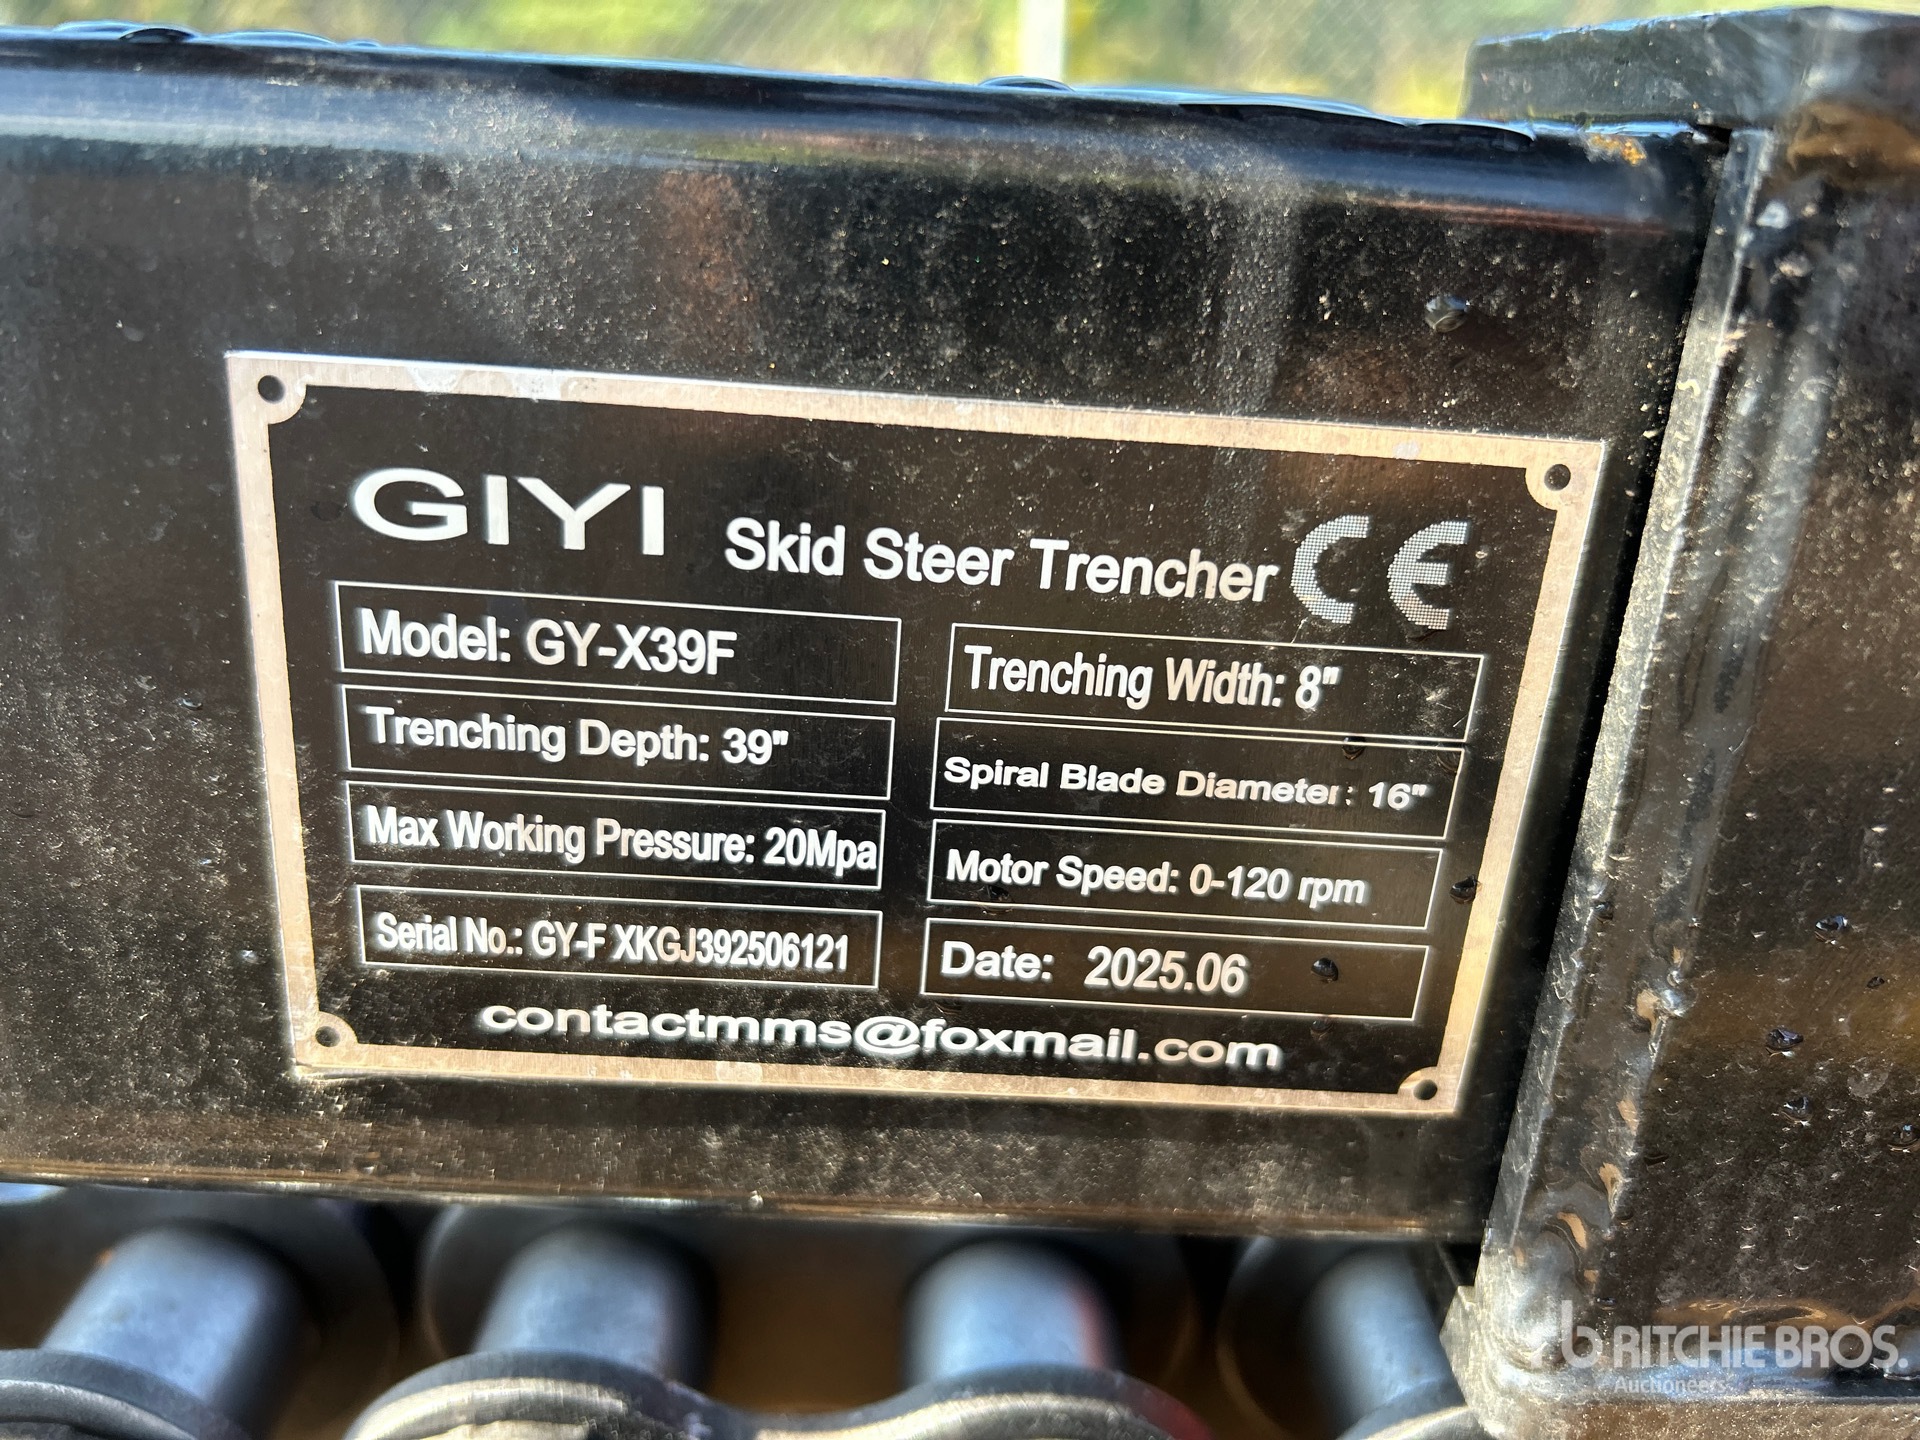 GIYI Skid Steer Trencher CE
Model: GY-X39F
Trenching Width: 8"
Trenching Depth: 39"
Spiral Blade Diameter: 16"
Max Working Pressure: 20Mpa
Motor Speed: 0-120 rpm
Serial No.: GY-F XKGJ392506121
Date: 2025.06
contactmms@foxmail.com
rb RITCHIE BROS.
Auctioneers